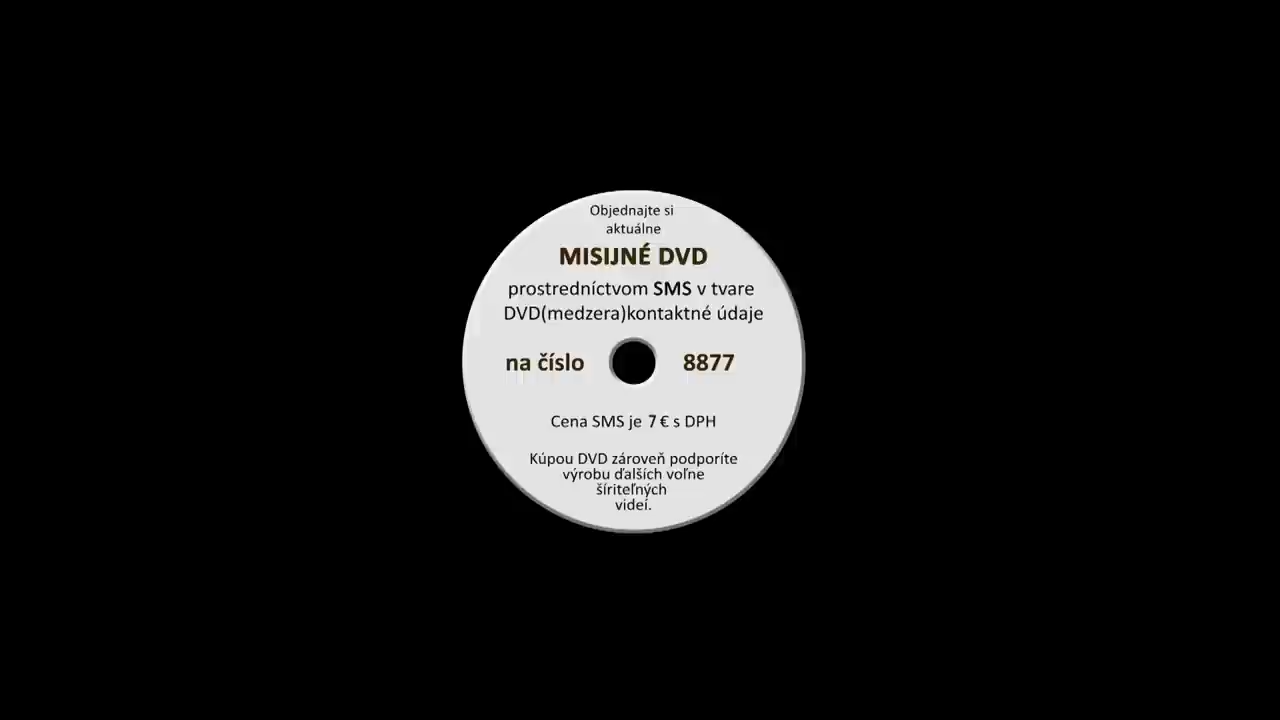 Objednajte si
aktuálne
MISIJNÉ DVD
prostredníctvom SMS v tvare
DVD(medzera)kontaktné údaje
na číslo 8877
Cena SMS je 7 € s DPH
Kúpou DVD zároveň podporíte
výrobu ďalších voľne
šíriteľných
videí.